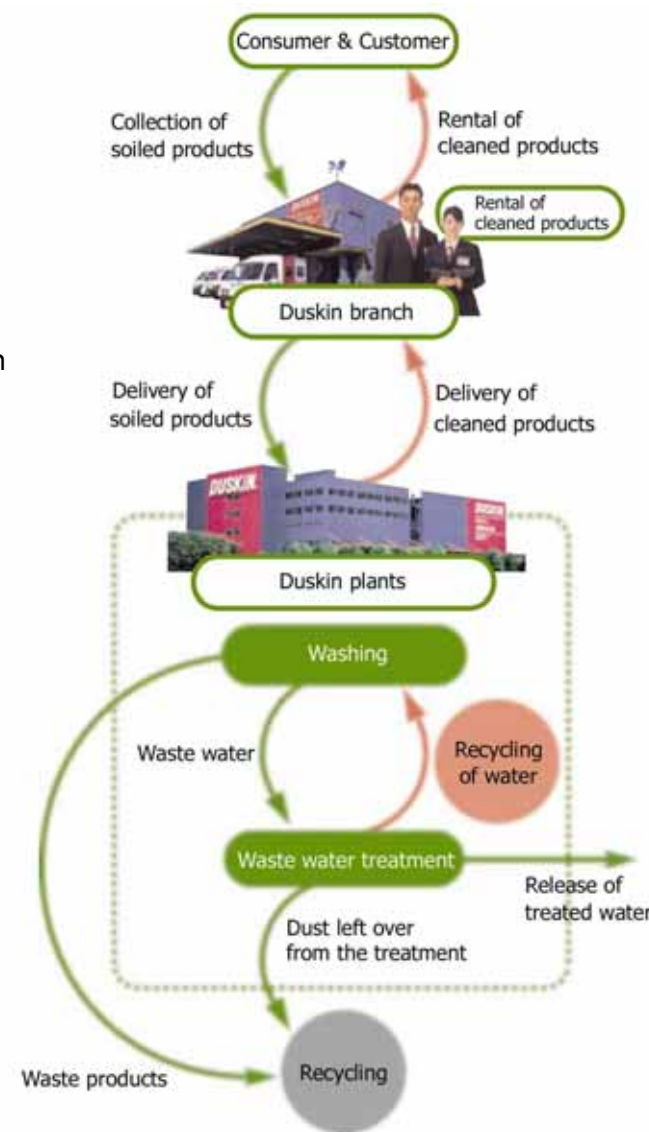 Consumer & Customer
Collection of
soiled products
Rental of
cleaned products
Rental of
cleaned products
DUSKIN
Duskin branch
Delivery of
soiled products
Delivery of
cleaned products
DUSKIN
DUSKIN
Duskin plants
Washing
Waste water
Recycling
of water
Waste water treatment
Release of
treated water
Dust left over
from the treatment
Waste products
Recycling